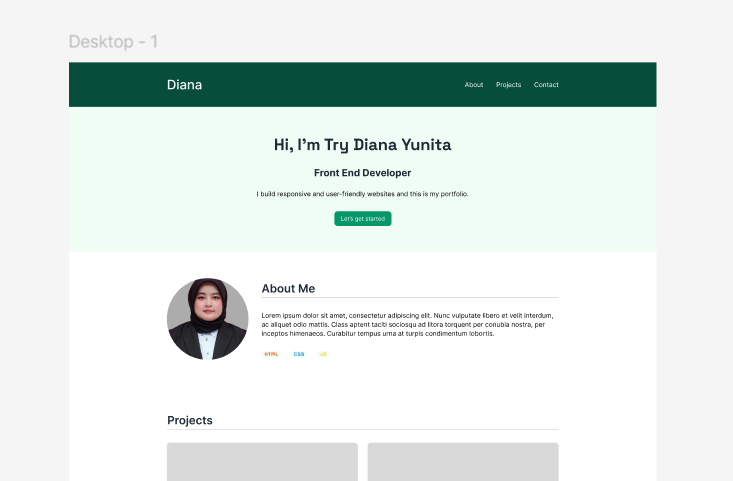 Desktop - 1
Diana
About Projects Contact
Hi, I'm Try Diana Yunita
Front End Developer
I build responsive and user-friendly websites and this is my portfolio.
Let's get started
About Me
Lorem ipsum dolor sit amet, consectetur adipiscing elit. Nunc vulputate libero et velit interdum,
ac aliquet odio mattis. Class aptent taciti sociosqu ad litora torquent per conubia nostra, per
inceptos himenaeos. Curabitur tempus urna at turpis condimentum lobortis.
HTML CSS JS
Projects